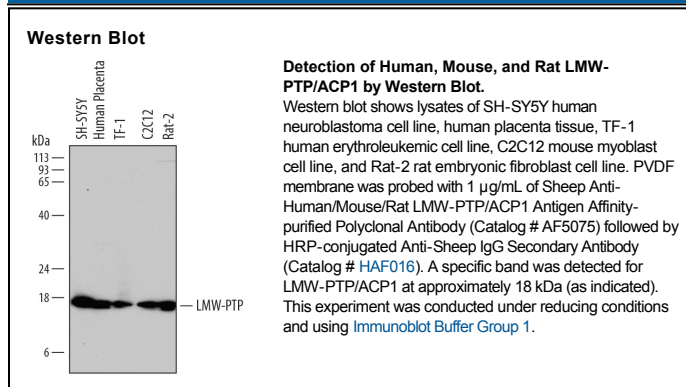 Western Blot
SH-SY5Y
Human Placenta
TF-1
C2C12
Rat-2
kDa
113
93
65
40
24
18
6
LMW-PTP
Detection of Human, Mouse, and Rat LMW-
PTP/ACP1 by Western Blot.
Western blot shows lysates of SH-SY5Y human
neuroblastoma cell line, human placenta tissue, TF-1
human erythroleukemic cell line, C2C12 mouse myoblast
cell line, and Rat-2 rat embryonic fibroblast cell line. PVDF
membrane was probed with 1 µg/mL of Sheep Anti-
Human/Mouse/Rat LMW-PTP/ACP1 Antigen Affinity-
purified Polyclonal Antibody (Catalog # AF5075) followed by
HRP-conjugated Anti-Sheep IgG Secondary Antibody
(Catalog # HAF016). A specific band was detected for
LMW-PTP/ACP1 at approximately 18 kDa (as indicated).
This experiment was conducted under reducing conditions
and using Immunoblot Buffer Group 1.